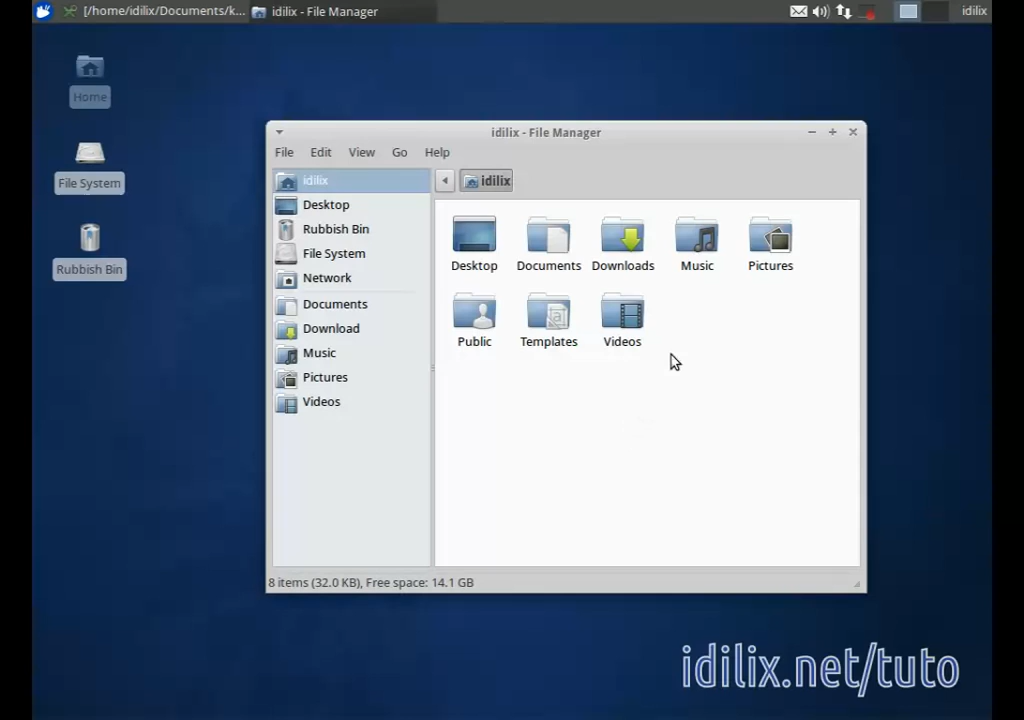 [/home/idilix/Documents/k... idilix - File Manager idilix
Home
File System
Rubbish Bin
idilix - File Manager
File Edit View Go Help
idilix
Desktop
Rubbish Bin
File System
Network
Documents
Download
Music
Pictures
Videos
idilix
Desktop Documents Downloads Music Pictures
Public Templates Videos
8 items (32.0 KB), Free space: 14.1 GB
idilix.net/tuto